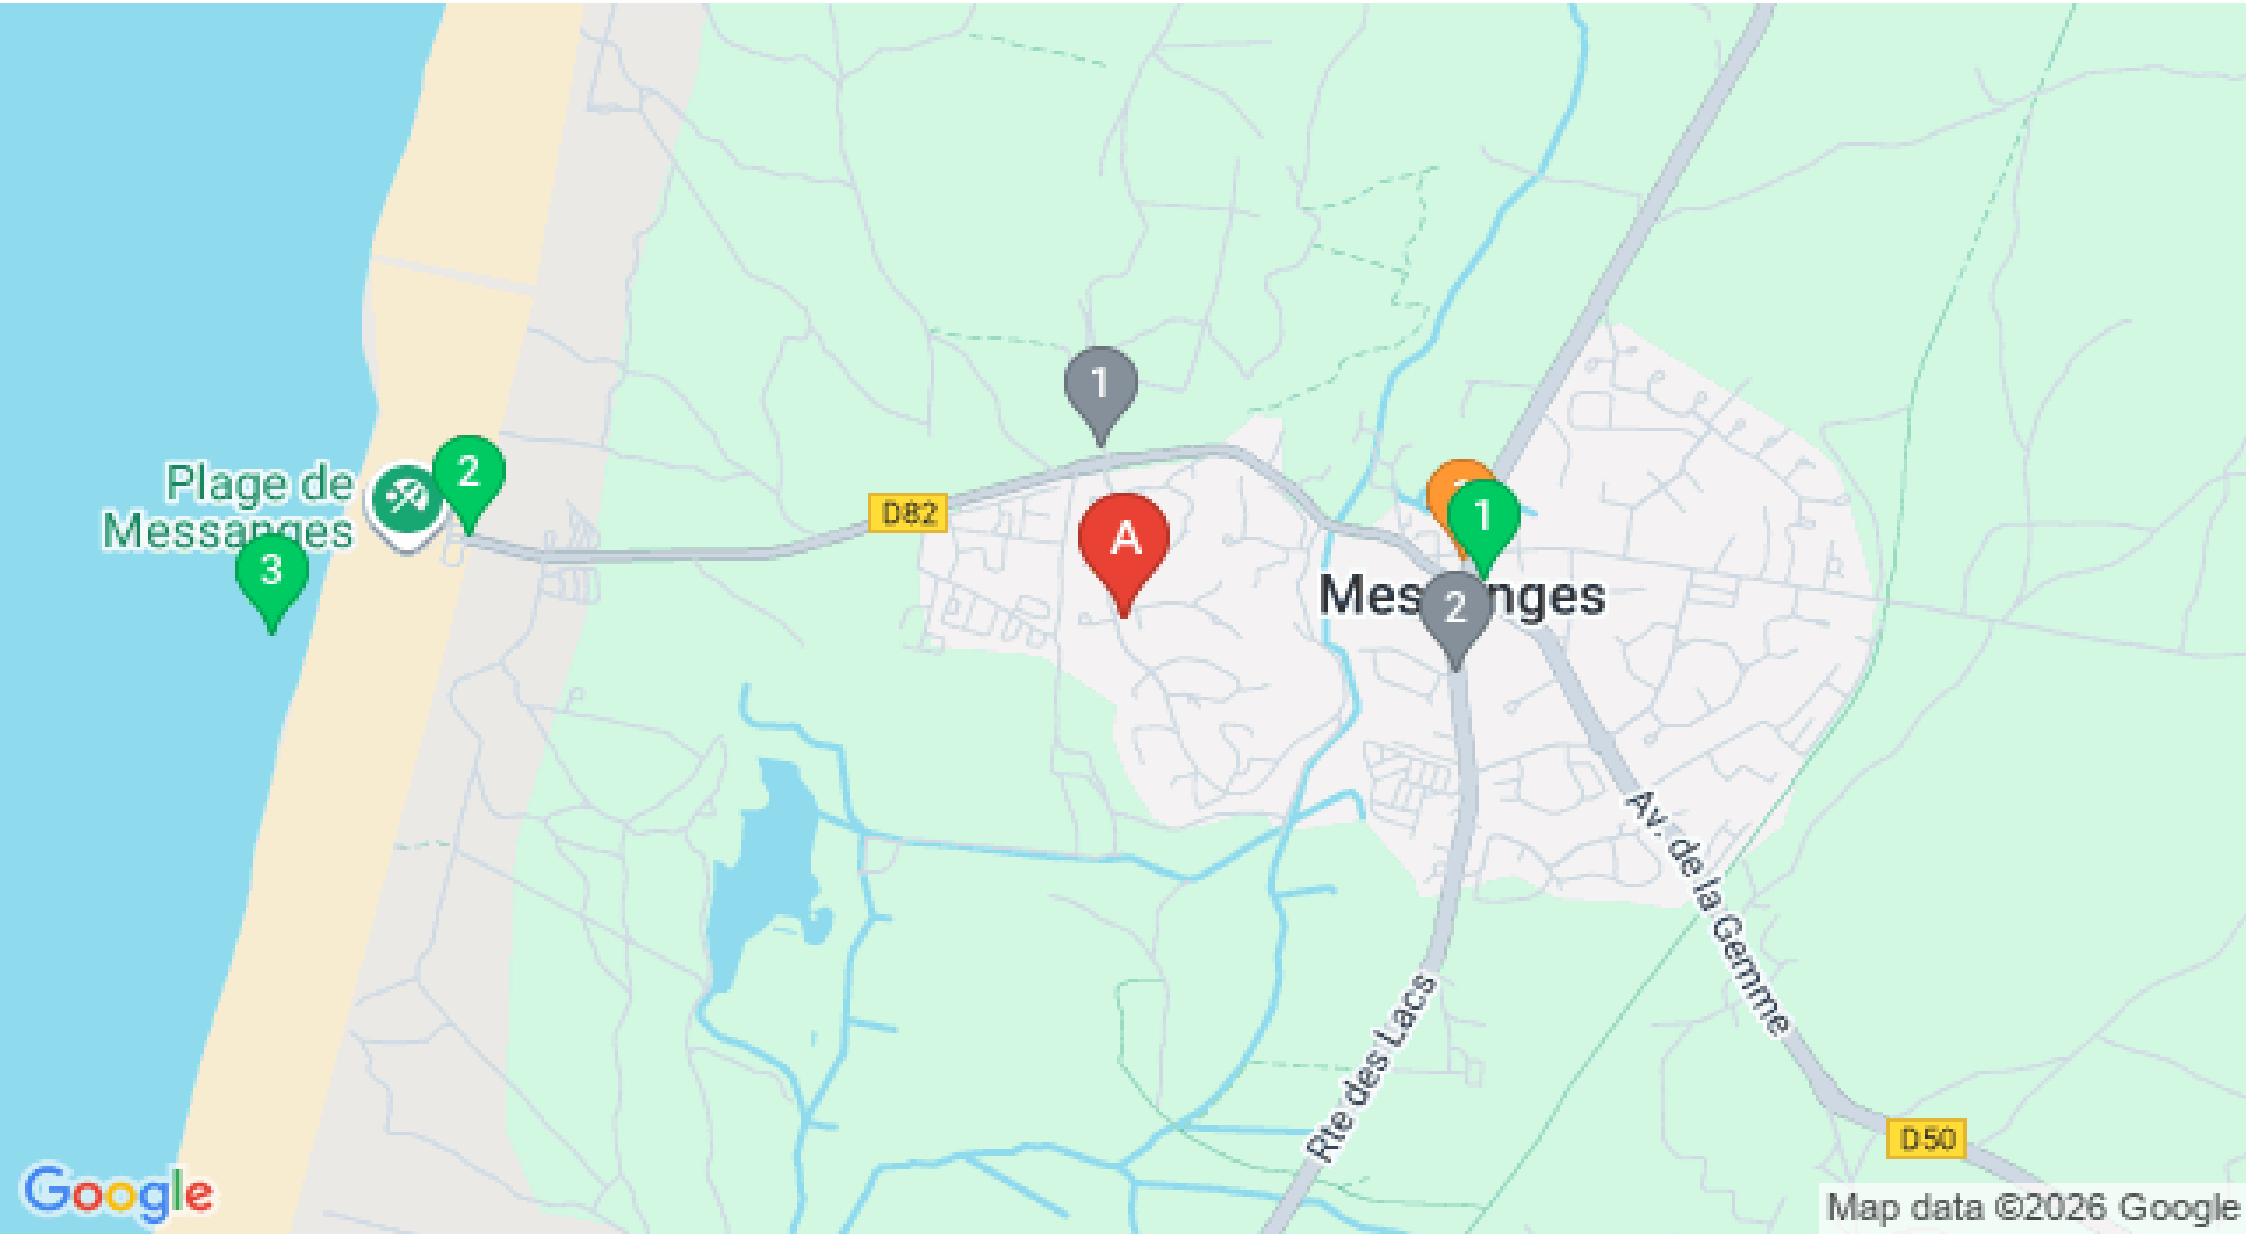 1
Plage de
Messanges
2
D82
A
1
3
Messanges
2
Av. de la Gemme
Rte des Lacs
D50
Google
Map data ©2026 Google